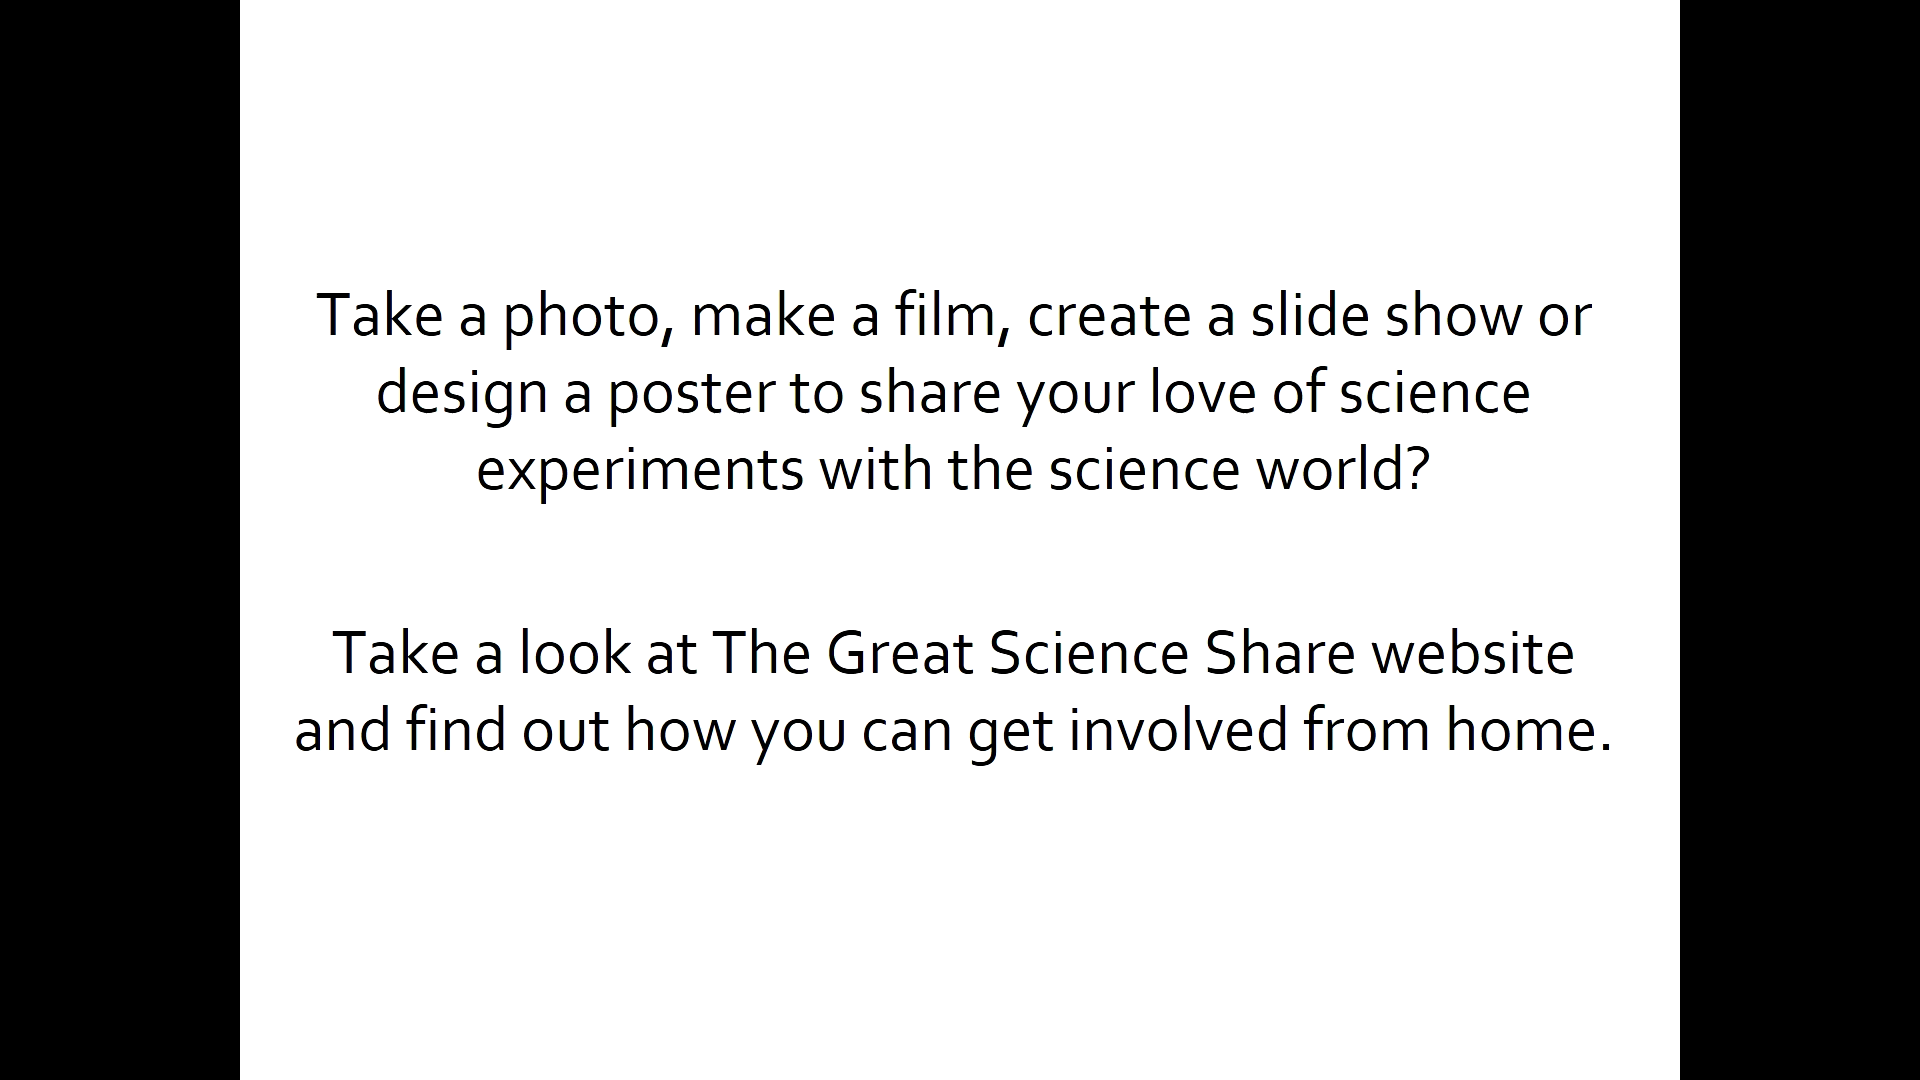 Take a photo, make a film, create a slide show or
design a poster to share your love of science
experiments with the science world?
Take a look at The Great Science Share website
and find out how you can get involved from home.